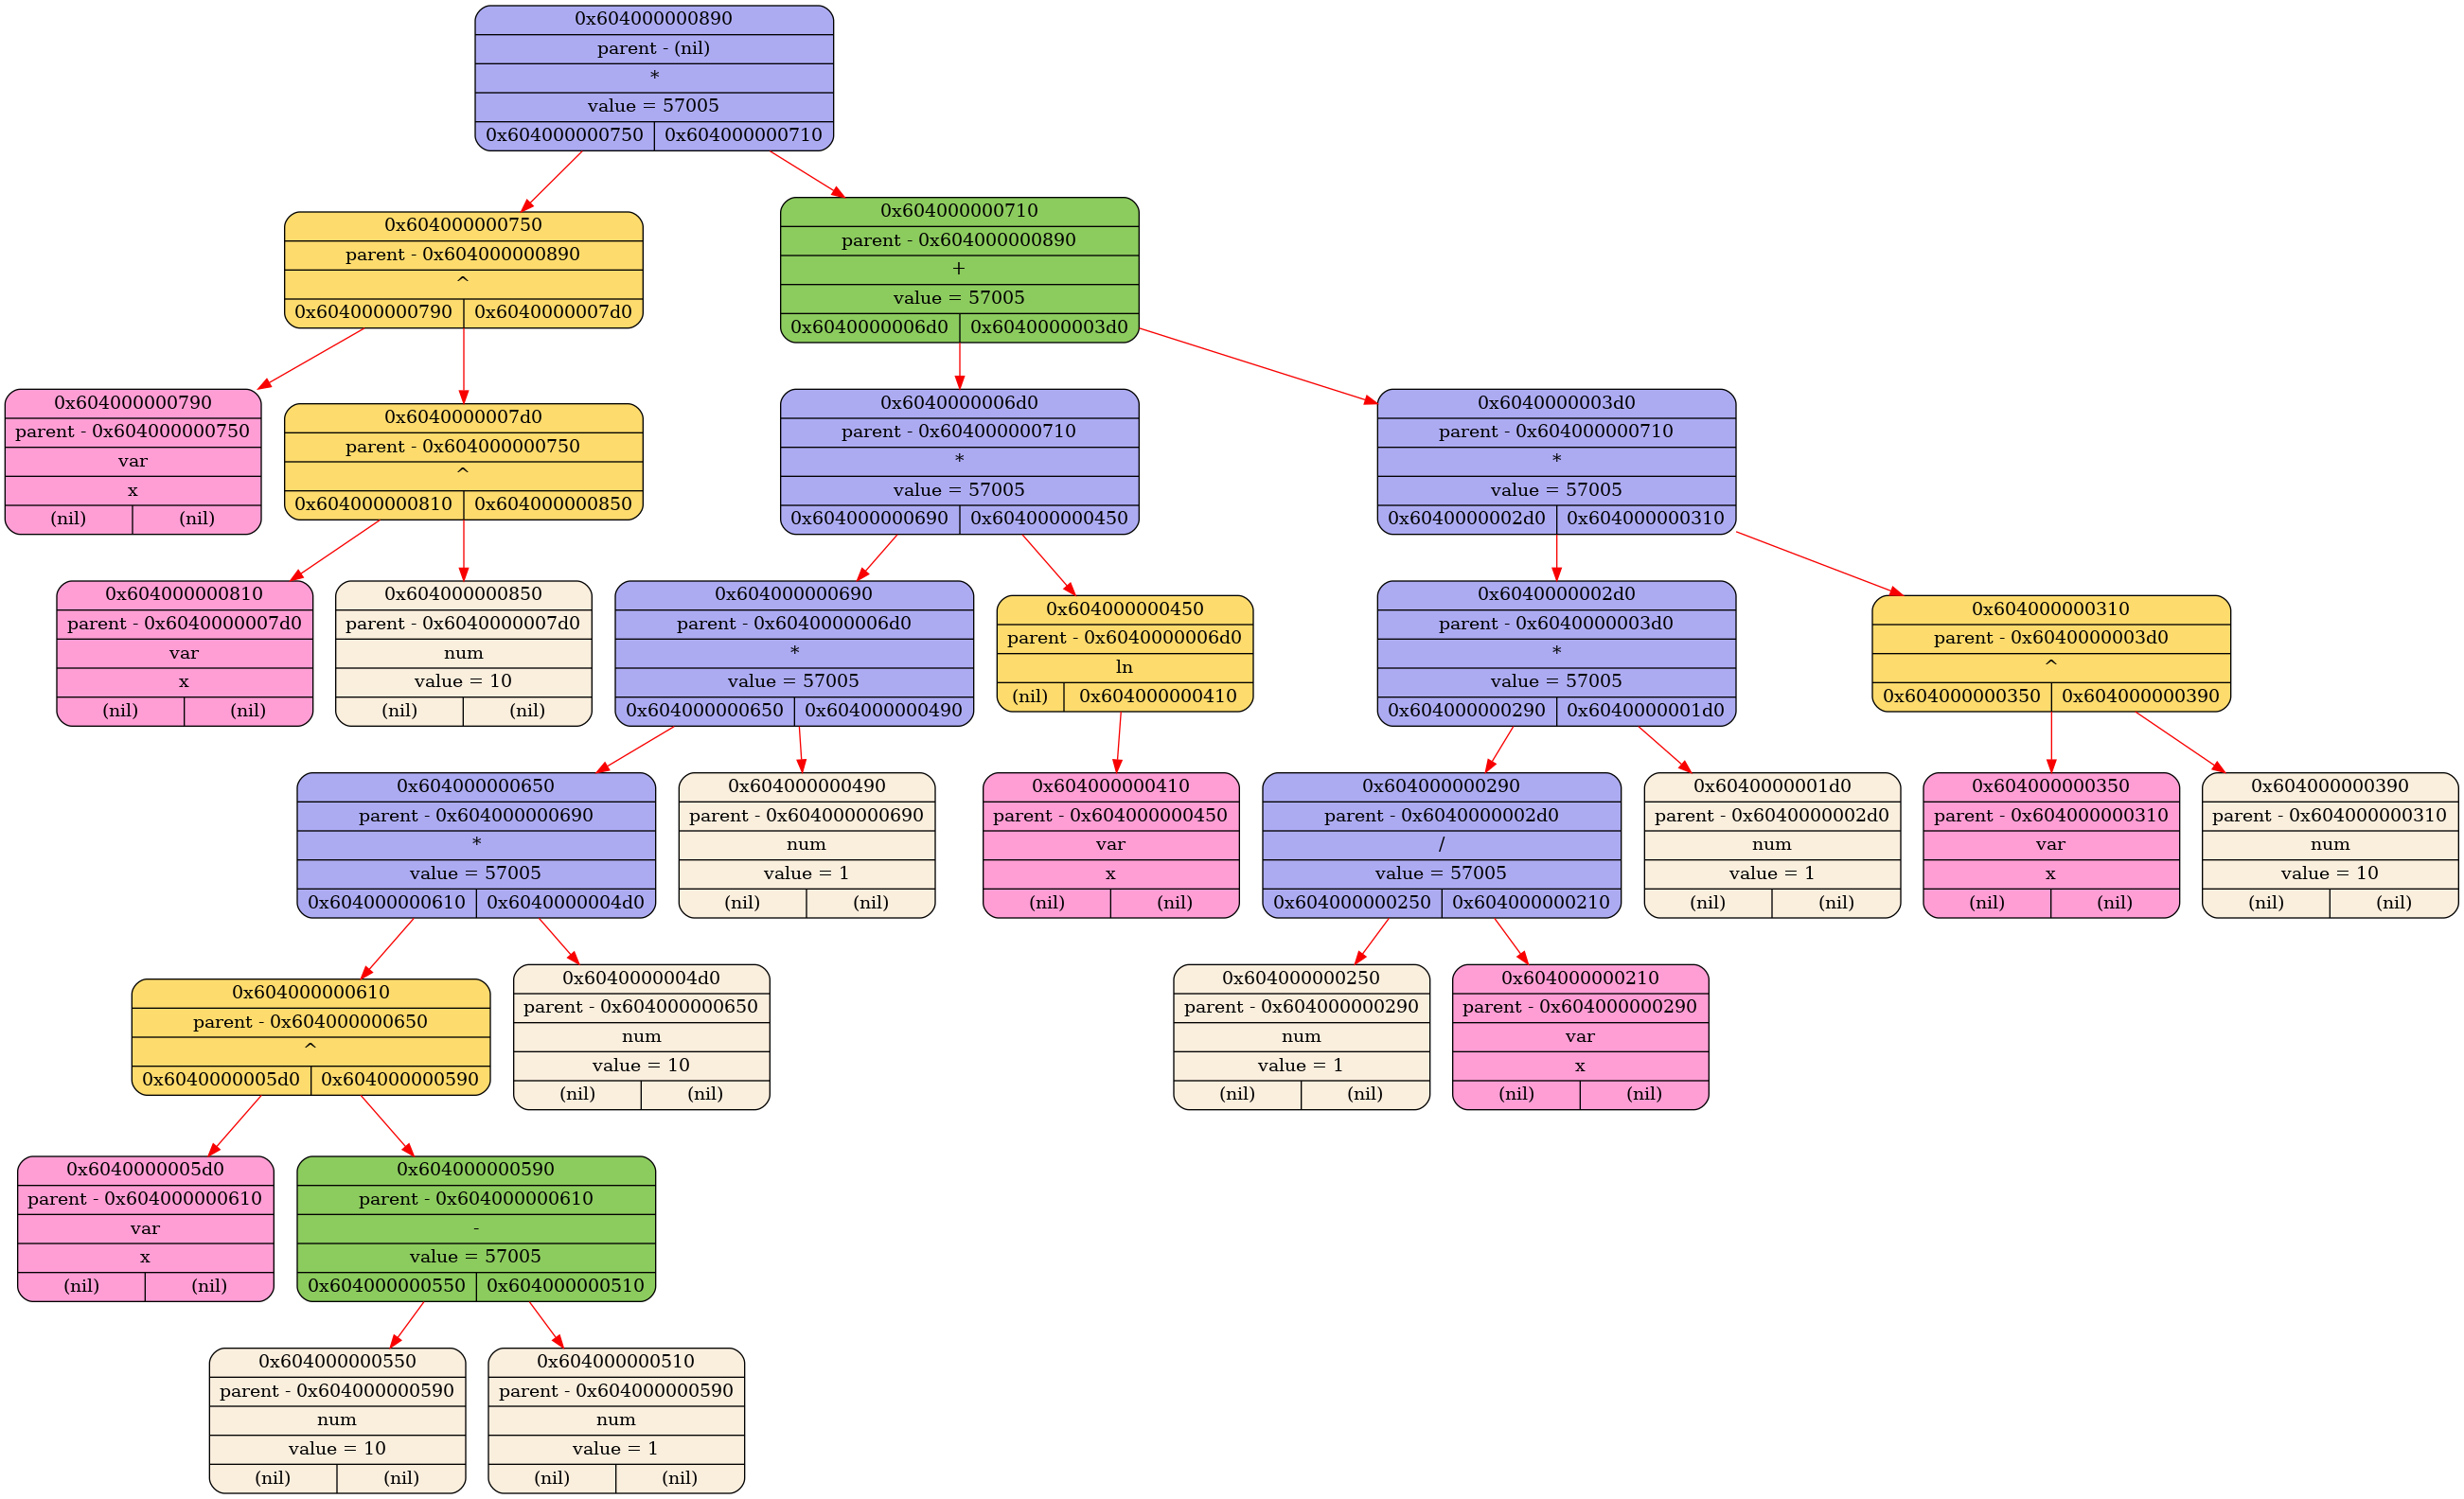 0x604000000890
parent - (nil)
*
value = 57005
0x604000000750 0x604000000710
0x604000000750
parent - 0x604000000890
^
0x604000000790 0x6040000007d0
0x604000000710
parent - 0x604000000890
+
value = 57005
0x6040000006d0 0x6040000003d0
0x604000000790
parent - 0x604000000750
var
x
(nil) (nil)
0x6040000007d0
parent - 0x604000000750
^
0x604000000810 0x604000000850
0x6040000006d0
parent - 0x604000000710
*
value = 57005
0x604000000690 0x604000000450
0x6040000003d0
parent - 0x604000000710
*
value = 57005
0x6040000002d0 0x604000000310
0x604000000810
parent - 0x6040000007d0
var
x
(nil) (nil)
0x604000000850
parent - 0x6040000007d0
num
value = 10
(nil) (nil)
0x604000000690
parent - 0x6040000006d0
*
value = 57005
0x604000000650 0x604000000490
0x604000000450
parent - 0x6040000006d0
ln
(nil) 0x604000000410
0x6040000002d0
parent - 0x6040000003d0
*
value = 57005
0x604000000290 0x6040000001d0
0x604000000310
parent - 0x6040000003d0
^
0x604000000350 0x604000000390
0x604000000650
parent - 0x604000000690
*
value = 57005
0x604000000610 0x6040000004d0
0x604000000490
parent - 0x604000000690
num
value = 1
(nil) (nil)
0x604000000410
parent - 0x604000000450
var
x
(nil) (nil)
0x604000000290
parent - 0x6040000002d0
/
value = 57005
0x604000000250 0x604000000210
0x6040000001d0
parent - 0x6040000002d0
num
value = 1
(nil) (nil)
0x604000000350
parent - 0x604000000310
var
x
(nil) (nil)
0x604000000390
parent - 0x604000000310
num
value = 10
(nil) (nil)
0x604000000610
parent - 0x604000000650
^
0x6040000005d0 0x604000000590
0x6040000004d0
parent - 0x604000000650
num
value = 10
(nil) (nil)
0x604000000250
parent - 0x604000000290
num
value = 1
(nil) (nil)
0x604000000210
parent - 0x604000000290
var
x
(nil) (nil)
0x6040000005d0
parent - 0x604000000610
var
x
(nil) (nil)
0x604000000590
parent - 0x604000000610
-
value = 57005
0x604000000550 0x604000000510
0x604000000550
parent - 0x604000000590
num
value = 10
(nil) (nil)
0x604000000510
parent - 0x604000000590
num
value = 1
(nil) (nil)